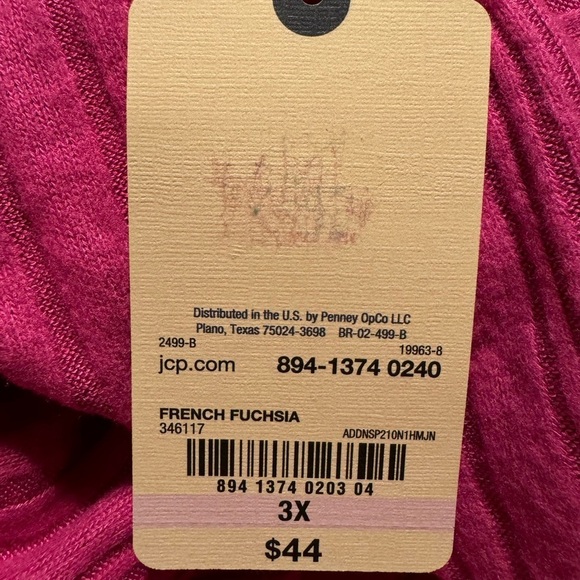 Distributed in the U.S. by Penney OpCo LLC
Plano, Texas 75024-3698 BR-02-499-B
2499-B 19963-8
jcp.com 894-1374 0240
FRENCH FUCHSIA
346117 ADDNSP210N1HMJN
894 1374 0203 04
3X
$44